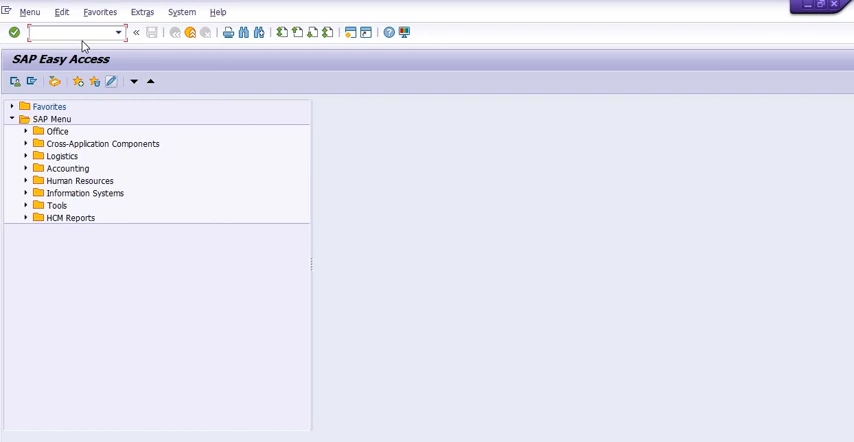 Menu Edit Favorites Extras System Help
SAP Easy Access
Favorites
SAP Menu
Office
Cross-Application Components
Logistics
Accounting
Human Resources
Information Systems
Tools
HCM Reports